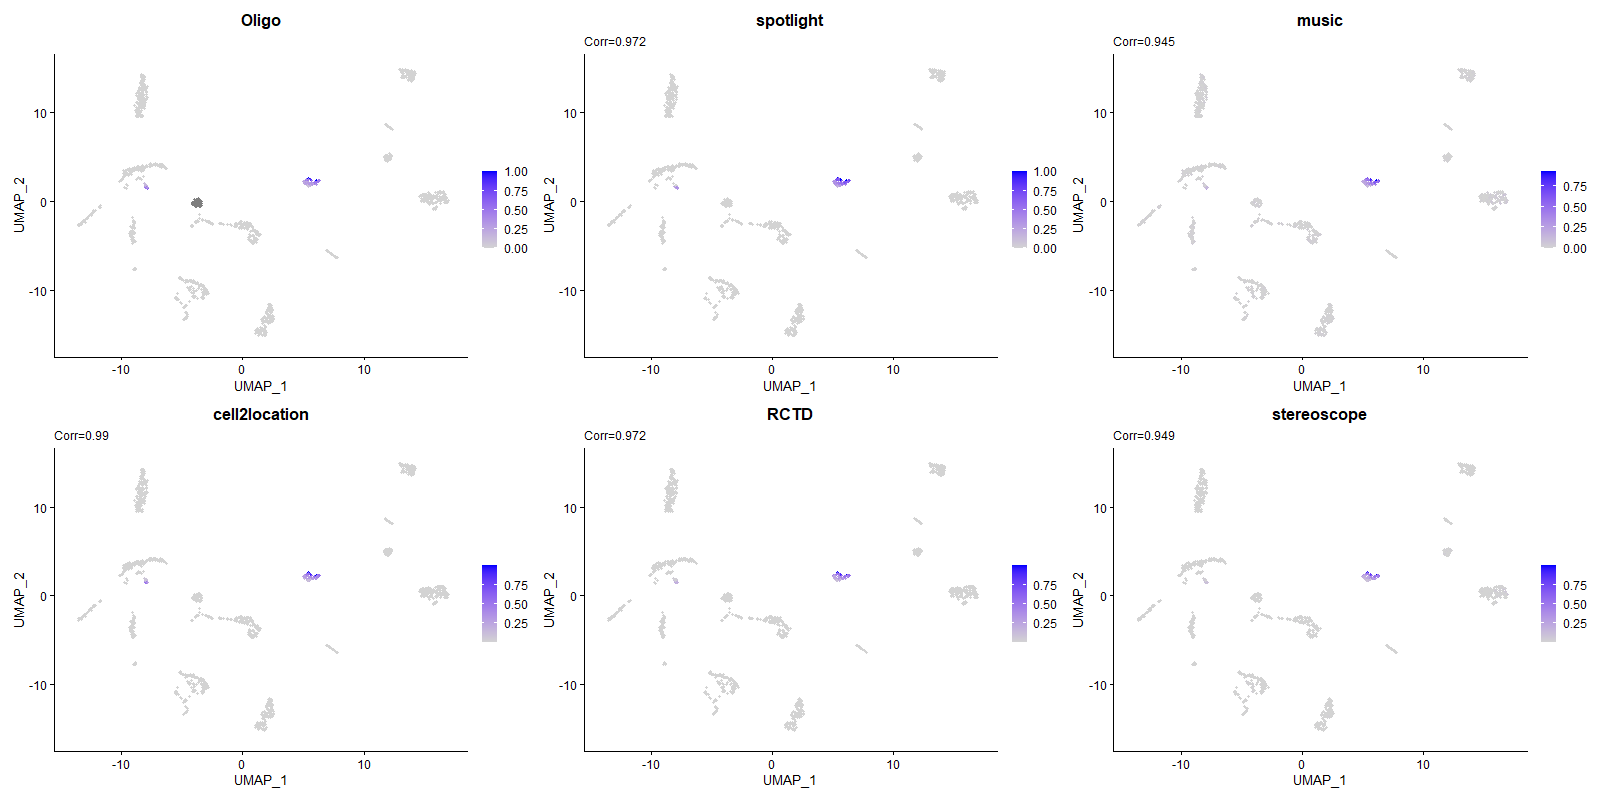 Oligo
10
0
-10
UMAP_2
-10
0
10
UMAP_1
1.00
0.75
0.50
0.25
0.00
spotlight
Corr=0.972
10
0
-10
UMAP_2
-10
0
10
UMAP_1
1.00
0.75
0.50
0.25
0.00
music
Corr=0.945
10
0
-10
UMAP_2
-10
0
10
UMAP_1
0.75
0.50
0.25
0.00
cell2location
Corr=0.99
10
0
-10
UMAP_2
-10
0
10
UMAP_1
0.75
0.50
0.25
RCTD
Corr=0.972
10
0
-10
UMAP_2
-10
0
10
UMAP_1
0.75
0.50
0.25
stereoscope
Corr=0.949
10
0
-10
UMAP_2
-10
0
10
UMAP_1
0.75
0.50
0.25